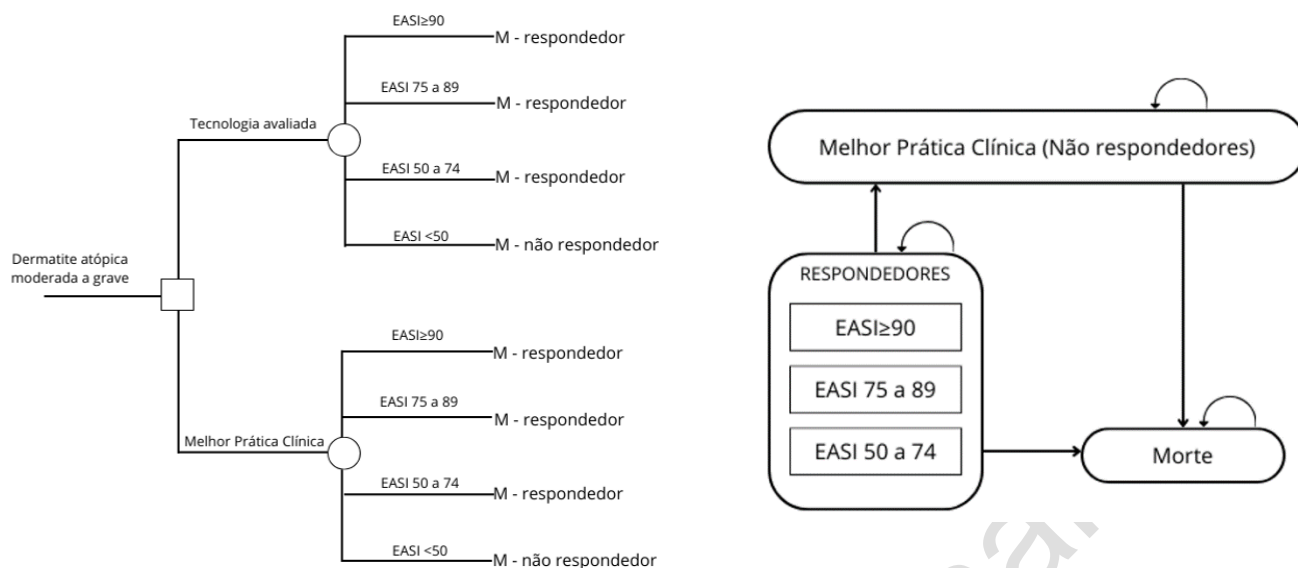 EASI≥90
M - respondedor
EASI 75 a 89
M - respondedor
Tecnologia avaliada
EASI 50 a 74
M - respondedor
EASI <50
M - não respondedor
Dermatite atópica
moderada a grave
EASI≥90
M - respondedor
EASI 75 a 89
M - respondedor
Melhor Prática Clínica
EASI 50 a 74
M - respondedor
EASI <50
M - não respondedor
Melhor Prática Clínica (Não respondedores)
RESPONDEDORES
EASI≥90
EASI 75 a 89
EASI 50 a 74
Morte